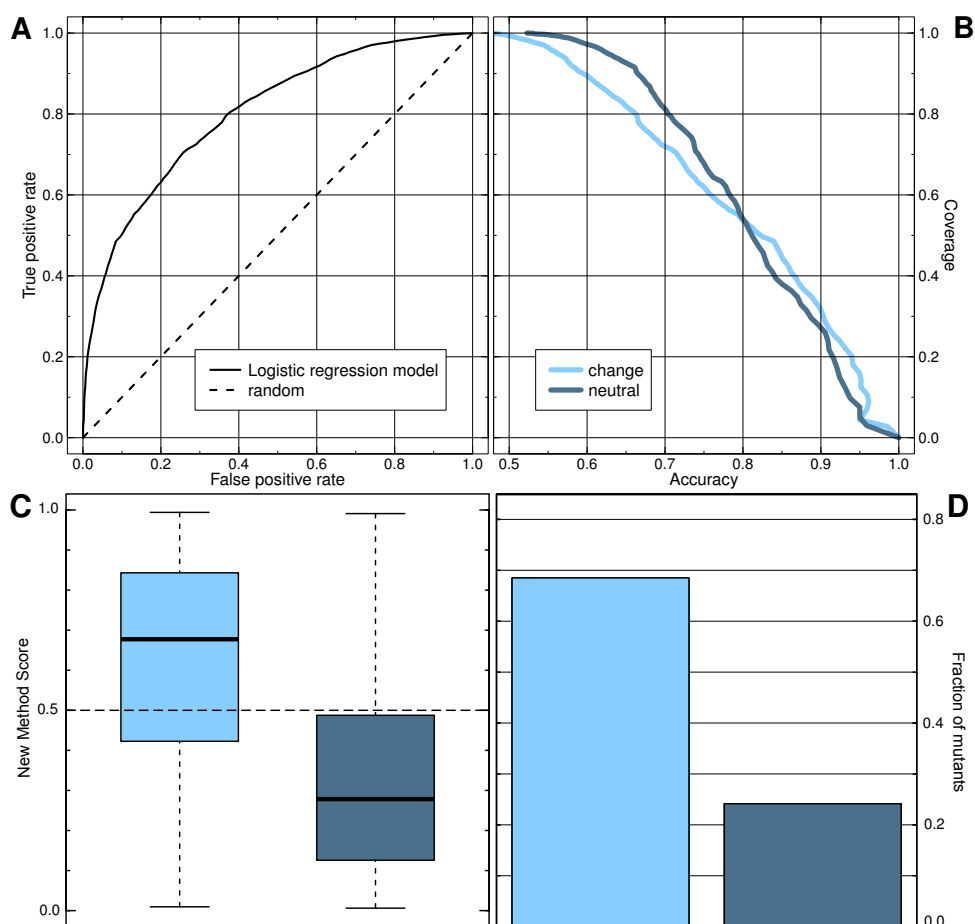 A
1.0
0.8
0.6
0.4
0.2
0.0
True positive rate
Logistic regression model
random
0.0 0.2 0.4 0.6 0.8 1.0
False positive rate
B
1.0
0.8
0.6
0.4
0.2
0.0
Coverage
change
neutral
0.5 0.6 0.7 0.8 0.9 1.0
Accuracy
C
1.0
0.5
0.0
New Method Score
D
0.8
0.6
0.4
0.2
0.0
Fraction of mutants